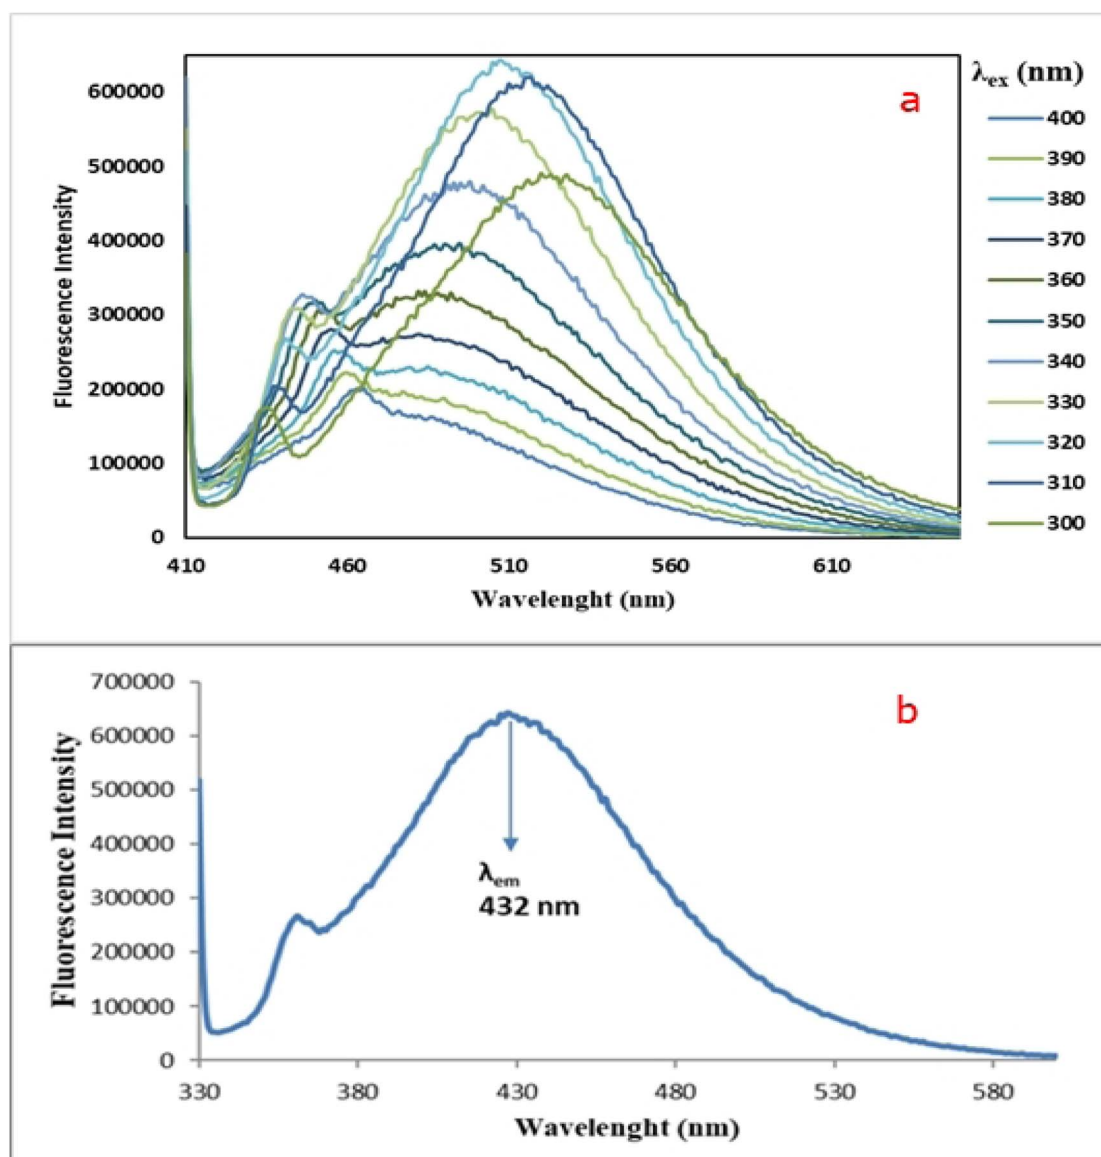 a
λex (nm)
400
390
380
370
360
350
340
330
320
310
300
Fluorescence Intensity
600000
500000
400000
300000
200000
100000
0
410 460 510 560 610
Wavelenght (nm)
b
Fluorescence Intensity
700000
600000
500000
400000
300000
200000
100000
0
λem
432 nm
330 380 430 480 530 580
Wavelenght (nm)